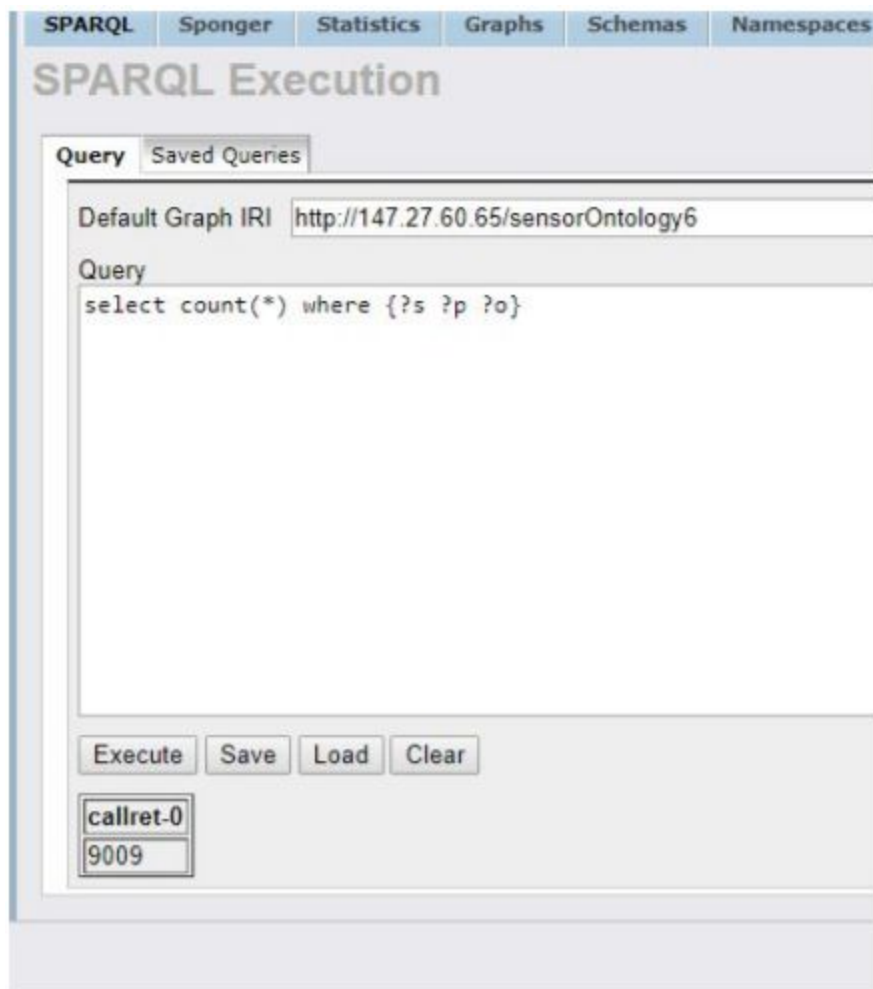 SPARQL Sponger Statistics Graphs Schemas Namespaces
SPARQL Execution
Query Saved Queries
Default Graph IRI http://147.27.60.65/sensorOntology6
Query
select count(*) where {?s ?p ?o}
Execute Save Load Clear
callret-0
9009